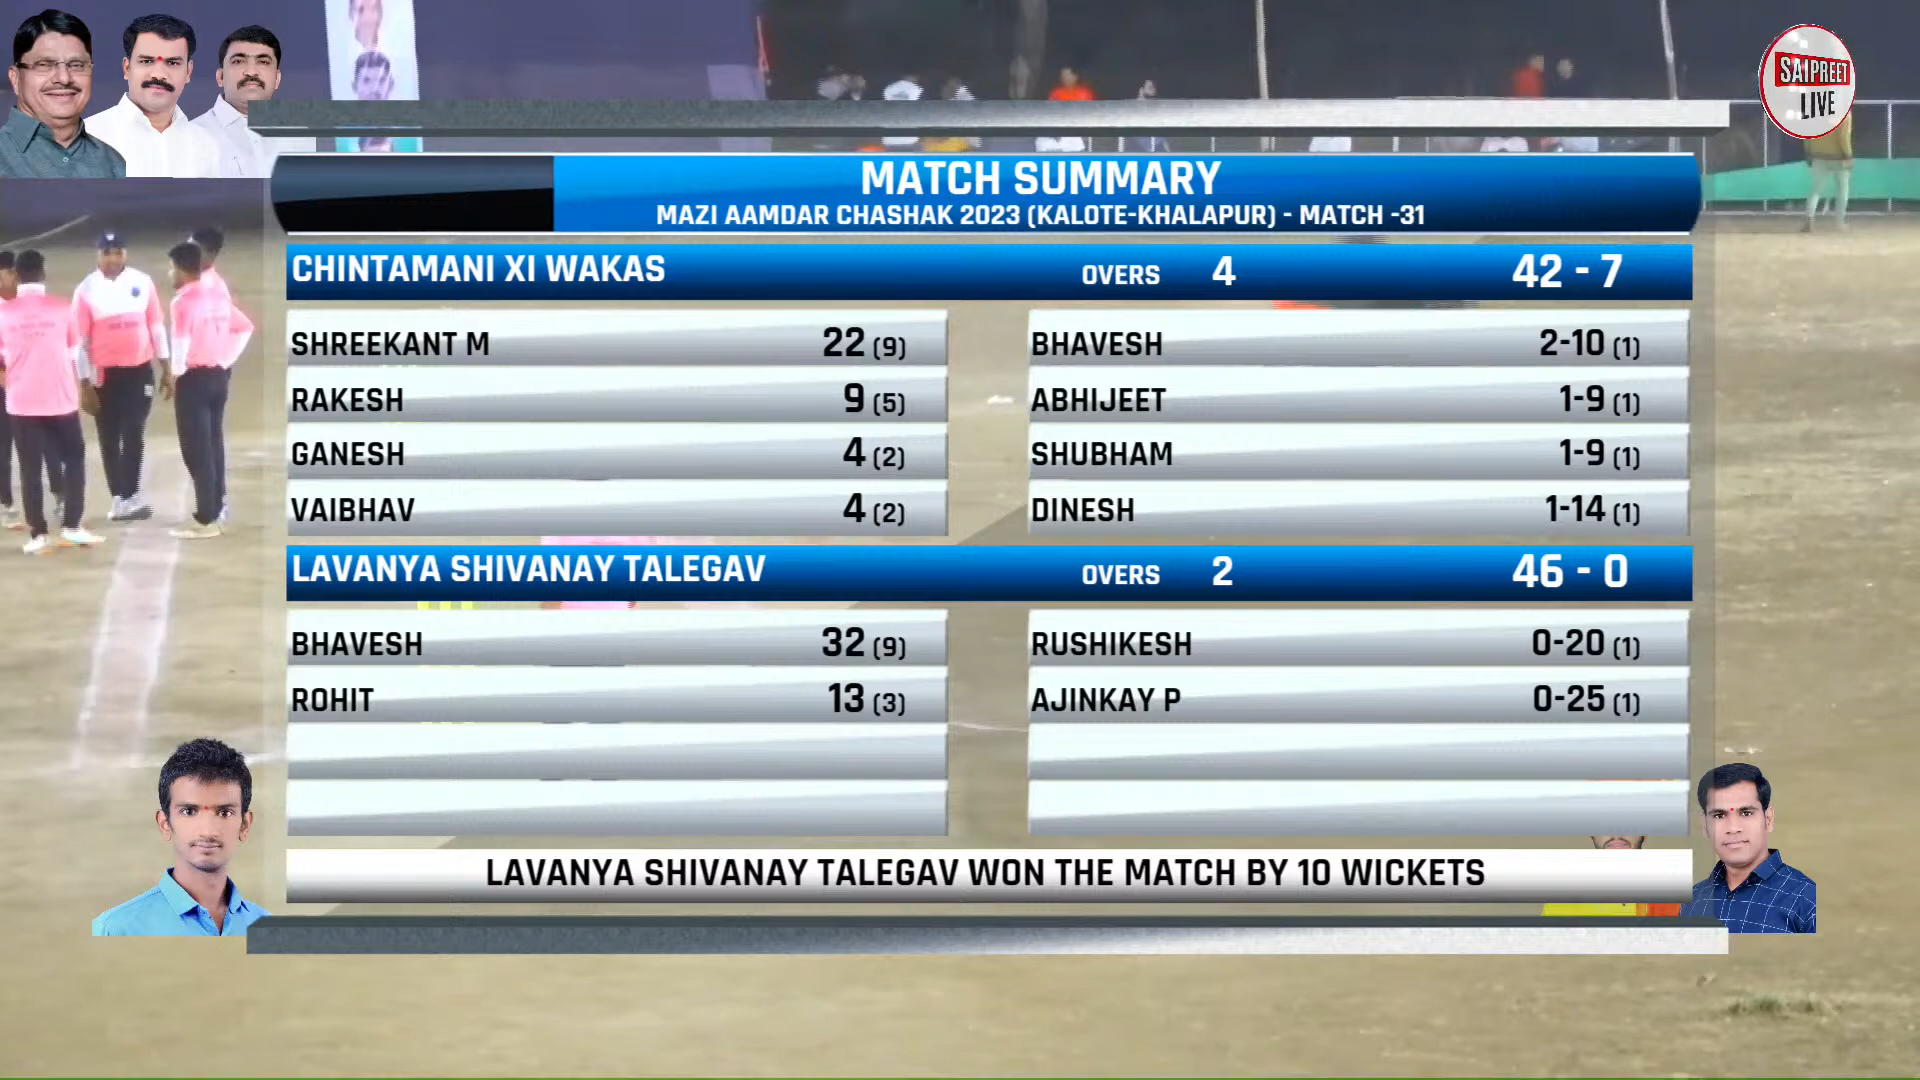 SAIPREET
LIVE
MATCH SUMMARY
MAZI AAMDAR CHASHAK 2023 (KALOTE-KHALAPUR) - MATCH -31
CHINTAMANI XI WAKAS OVERS 4 42 - 7
SHREEKANT M 22 (9) BHAVESH 2-10 (1)
RAKESH 9 (5) ABHIJEET 1-9 (1)
GANESH 4 (2) SHUBHAM 1-9 (1)
VAIBHAV 4 (2) DINESH 1-14 (1)
LAVANYA SHIVANAY TALEGAV OVERS 2 46 - 0
BHAVESH 32 (9) RUSHIKESH 0-20 (1)
ROHIT 13 (3) AJINKAY P 0-25 (1)
LAVANYA SHIVANAY TALEGAV WON THE MATCH BY 10 WICKETS